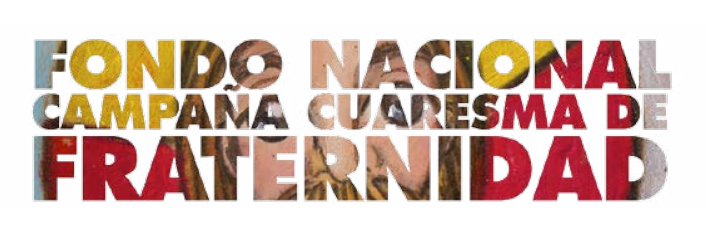 FONDO NACIONAL
CAMPAÑA CUARESMA DE
FRATERNIDAD